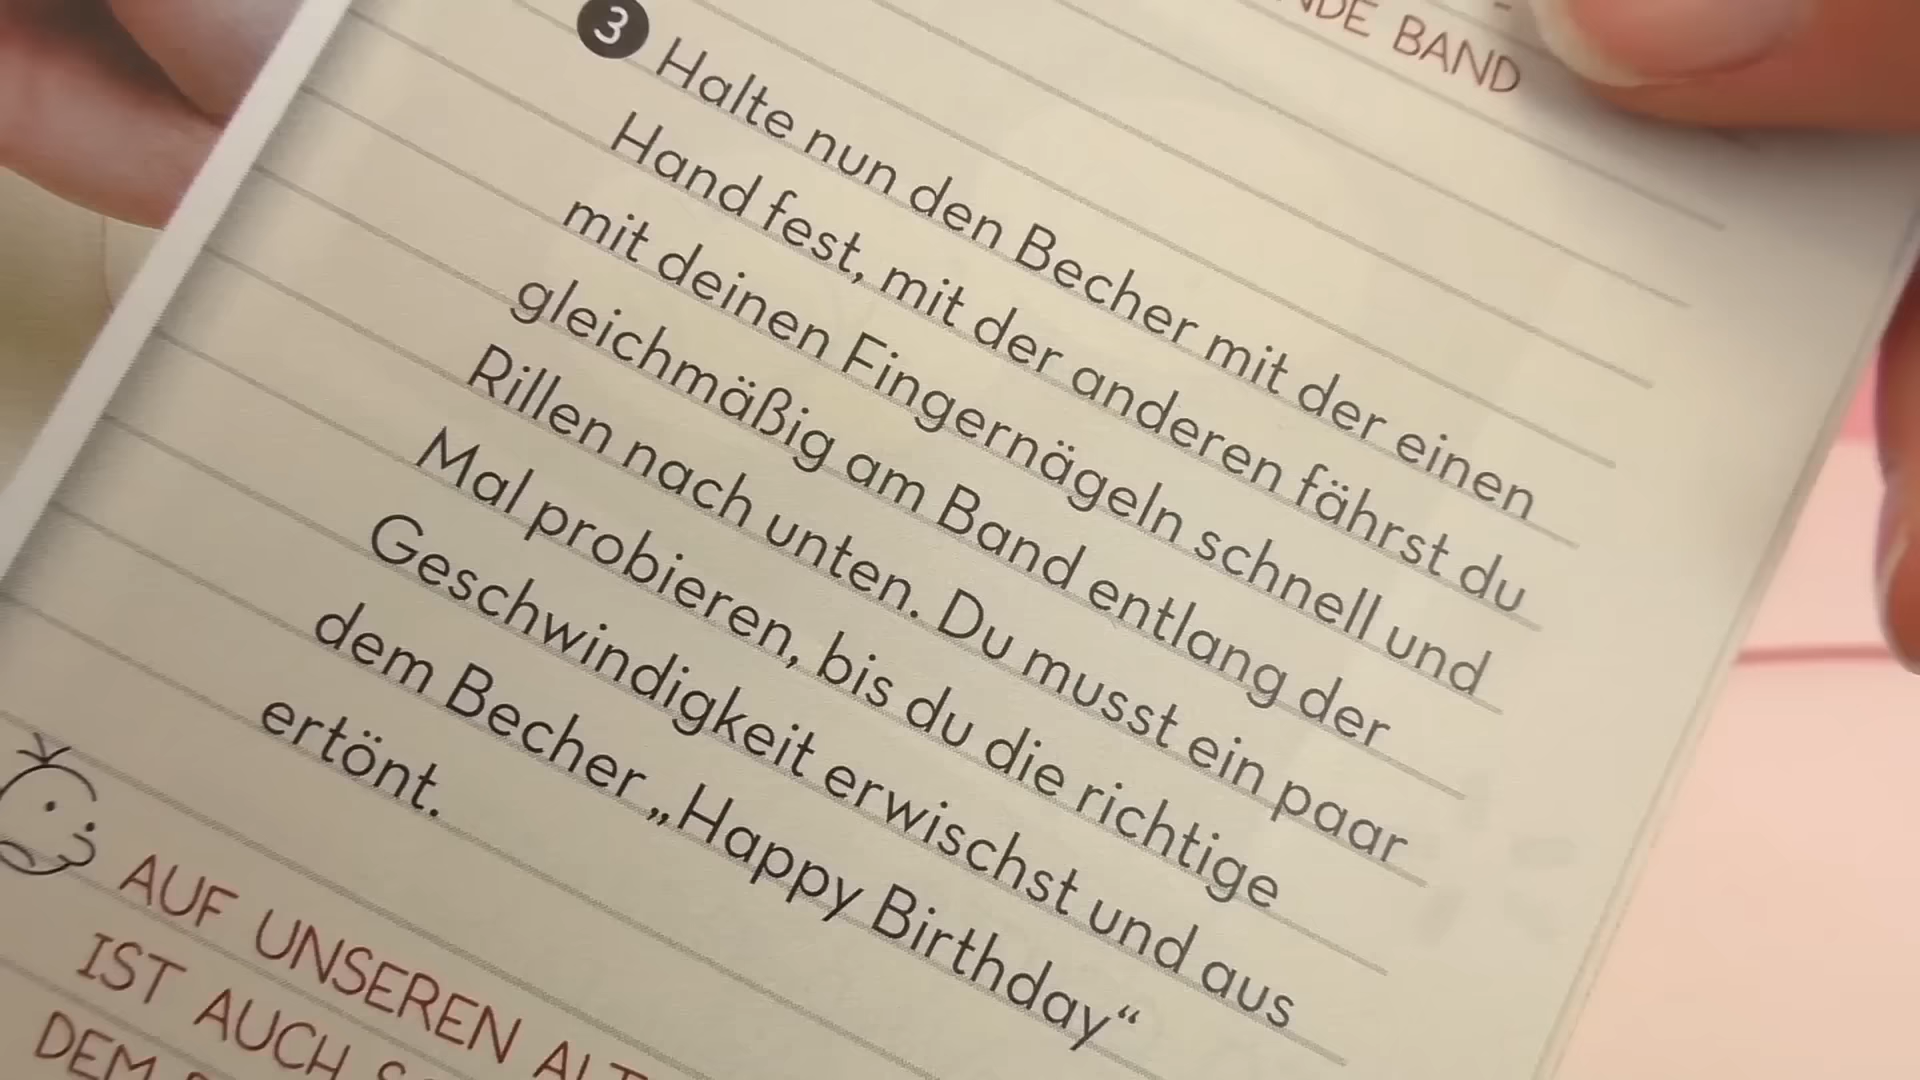 BAND
3 Halte nun den Becher mit der einen
Hand fest, mit der anderen fährst du
mit deinen Fingernägeln schnell und
gleichmäßig am Band entlang der
Rillen nach unten. Du musst ein paar
Mal probieren, bis du die richtige
Geschwindigkeit erwischst und aus
dem Becher „Happy Birthday“
ertönt.
AUF UNSEREN
IST AUCH
DEM